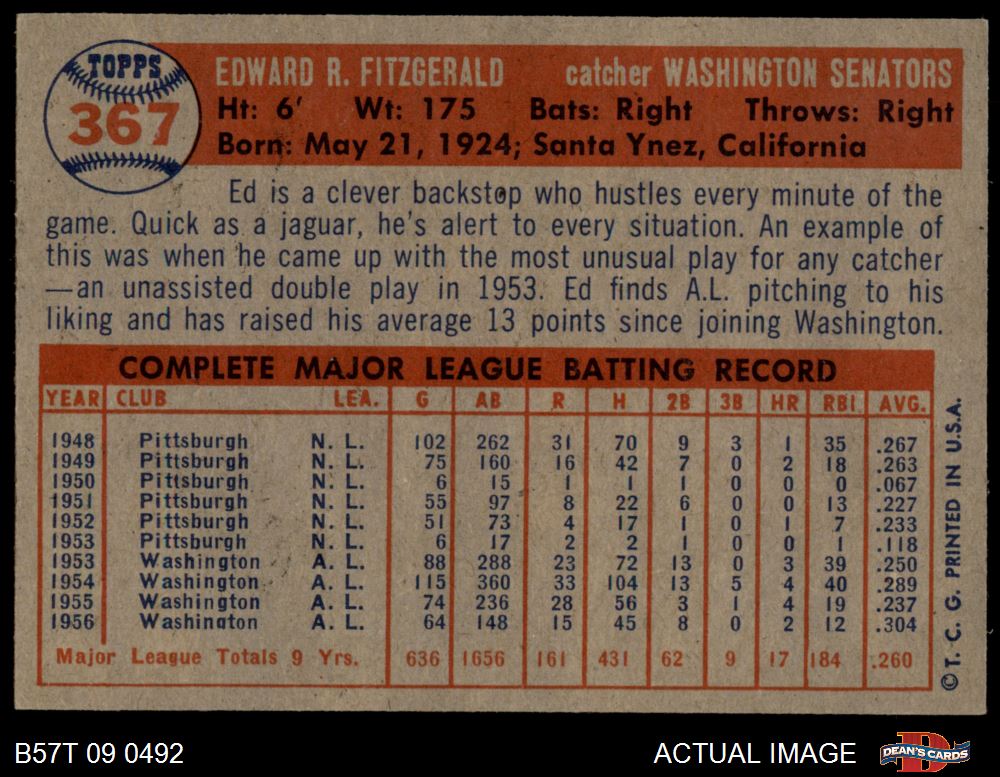 TOPPS
367
EDWARD R. FITZGERALD catcher WASHINGTON SENATORS
Ht: 6' Wt: 175 Bats: Right Throws: Right
Born: May 21, 1924; Santa Ynez, California
Ed is a clever backstop who hustles every minute of the
game. Quick as a jaguar, he's alert to every situation. An example of
this was when he came up with the most unusual play for any catcher
—an unassisted double play in 1953. Ed finds A.L. pitching to his
liking and has raised his average 13 points since joining Washington.
COMPLETE MAJOR LEAGUE BATTING RECORD
YEAR CLUB LEA. G AB R H 2B 3B HR RBI AVG.
1948 Pittsburgh N. L. 102 262 31 70 9 3 1 35 .267
1949 Pittsburgh N. L. 75 160 16 42 7 0 2 18 .263
1950 Pittsburgh N. L. 6 15 1 1 1 0 0 0 .067
1951 Pittsburgh N. L. 55 97 8 22 6 0 0 13 .227
1952 Pittsburgh N. L. 51 73 4 17 1 0 1 7 .233
1953 Pittsburgh N. L. 6 17 2 2 1 0 0 1 .118
1953 Washington A. L. 88 288 23 72 13 0 3 39 .250
1954 Washington A. L. 115 360 33 104 13 5 4 40 .289
1955 Washington A. L. 74 236 28 56 3 1 4 19 .237
1956 Washington A. L. 64 148 15 45 8 0 2 12 .304
Major League Totals 9 Yrs. 636 1656 161 431 62 9 17 184 .260
©T. C. G. PRINTED IN U.S.A.
B57T 09 0492
ACTUAL IMAGE
DEAN'S CARDS